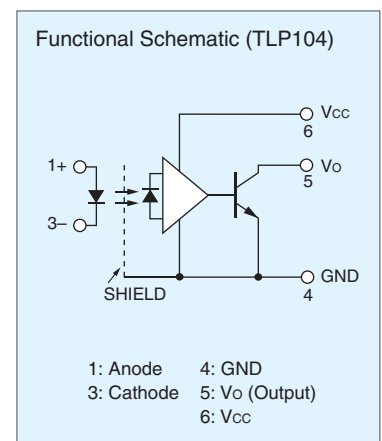 Functional Schematic (TLP104)
VCC
6
1+
VO
5
3–
GND
4
SHIELD
1: Anode 4: GND
3: Cathode 5: VO (Output)
6: VCC